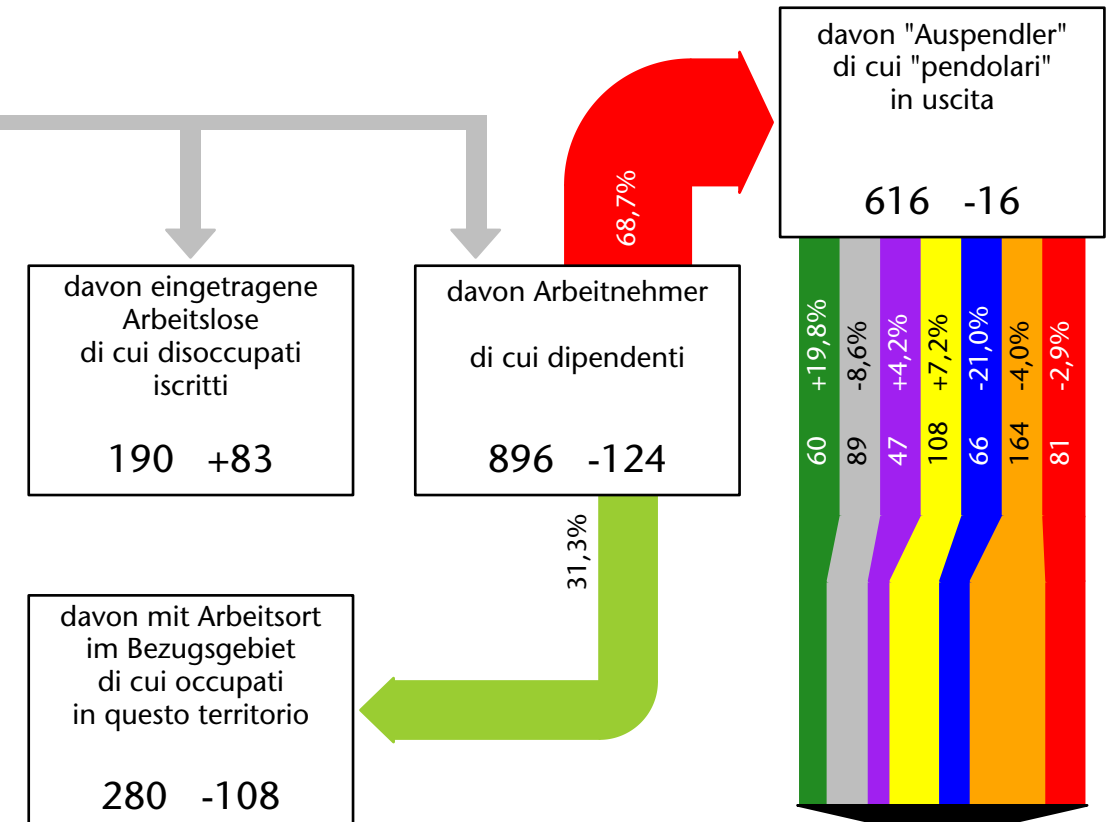 davon "Auspendler"
di cui "pendolari"
in uscita
616 -16
68,7%
davon eingetragene
Arbeitslose
di cui disoccupati
iscritti
190 +83
davon Arbeitnehmer
di cui dipendenti
896 -124
60 +19,8%
89 -8,6%
47 +4,2%
108 +7,2%
66 -21,0%
164 -4,0%
81 -2,9%
31,3%
davon mit Arbeitsort
im Bezugsgebiet
di cui occupati
in questo territorio
280 -108